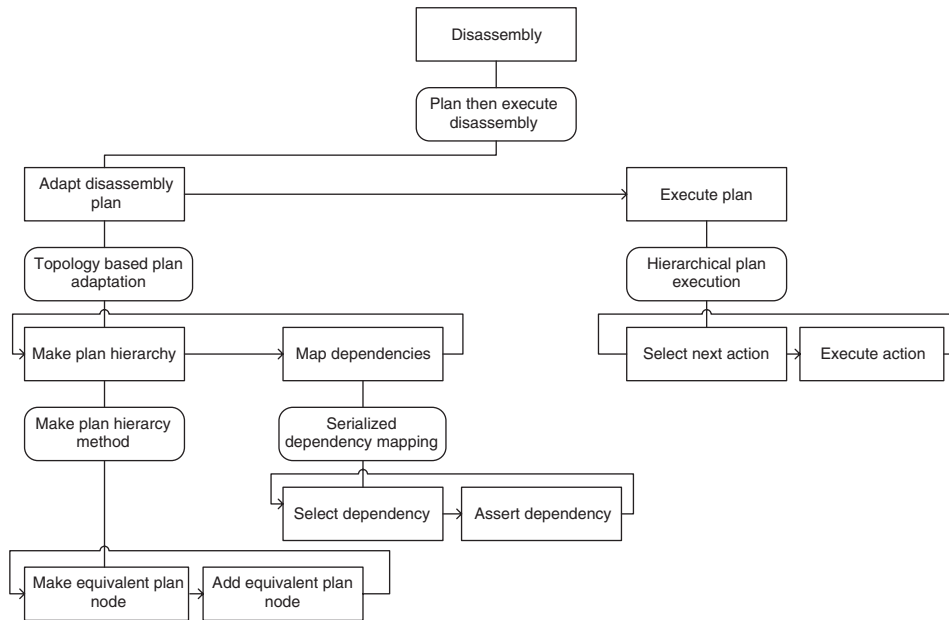 Disassembly
Plan then execute
disassembly
Adapt disassembly
plan
Execute plan
Topology based plan
adaptation
Hierarchical plan
execution
Make plan hierarchy
Map dependencies
Select next action
Execute action
Make plan hierarcy
method
Serialized
dependency mapping
Select dependency
Assert dependency
Make equivalent plan
node
Add equivalent plan
node